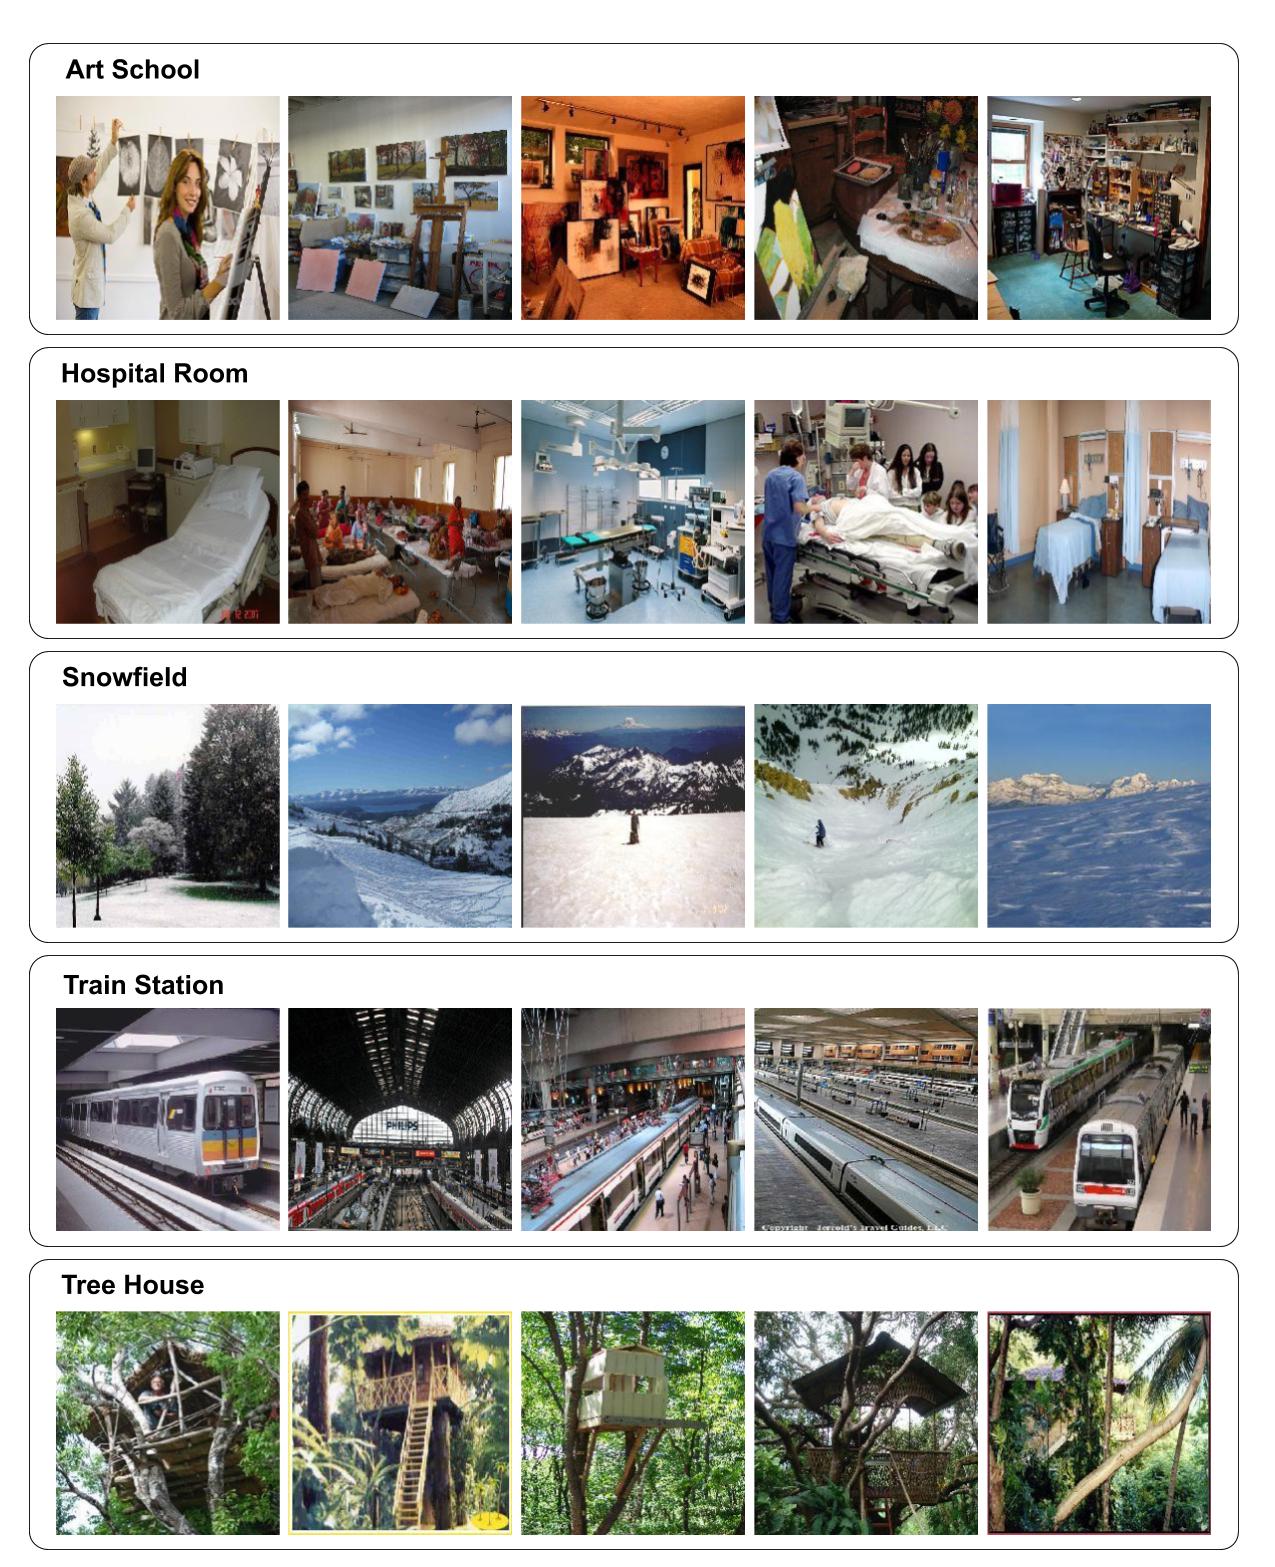 Art School
Hospital Room
Snowfield
Train Station
PHILIPS
Copyright Jerrold's Travel Guides, LLC
Tree House